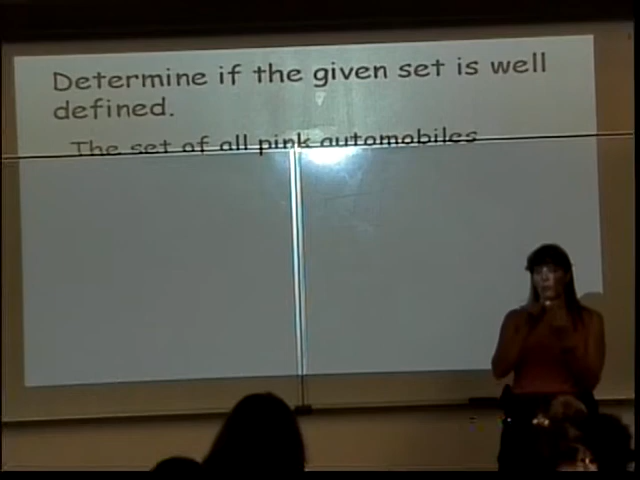 Determine if the given set is well
defined.
The set of all pink automobiles